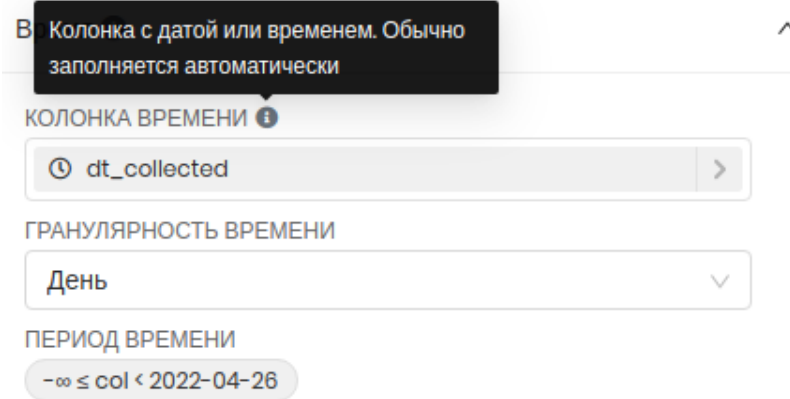 Колонка с датой или временем. Обычно
заполняется автоматически
КОЛОНКА ВРЕМЕНИ
dt_collected
ГРАНУЛЯРНОСТЬ ВРЕМЕНИ
День
ПЕРИОД ВРЕМЕНИ
-∞ ≤ col < 2022-04-26